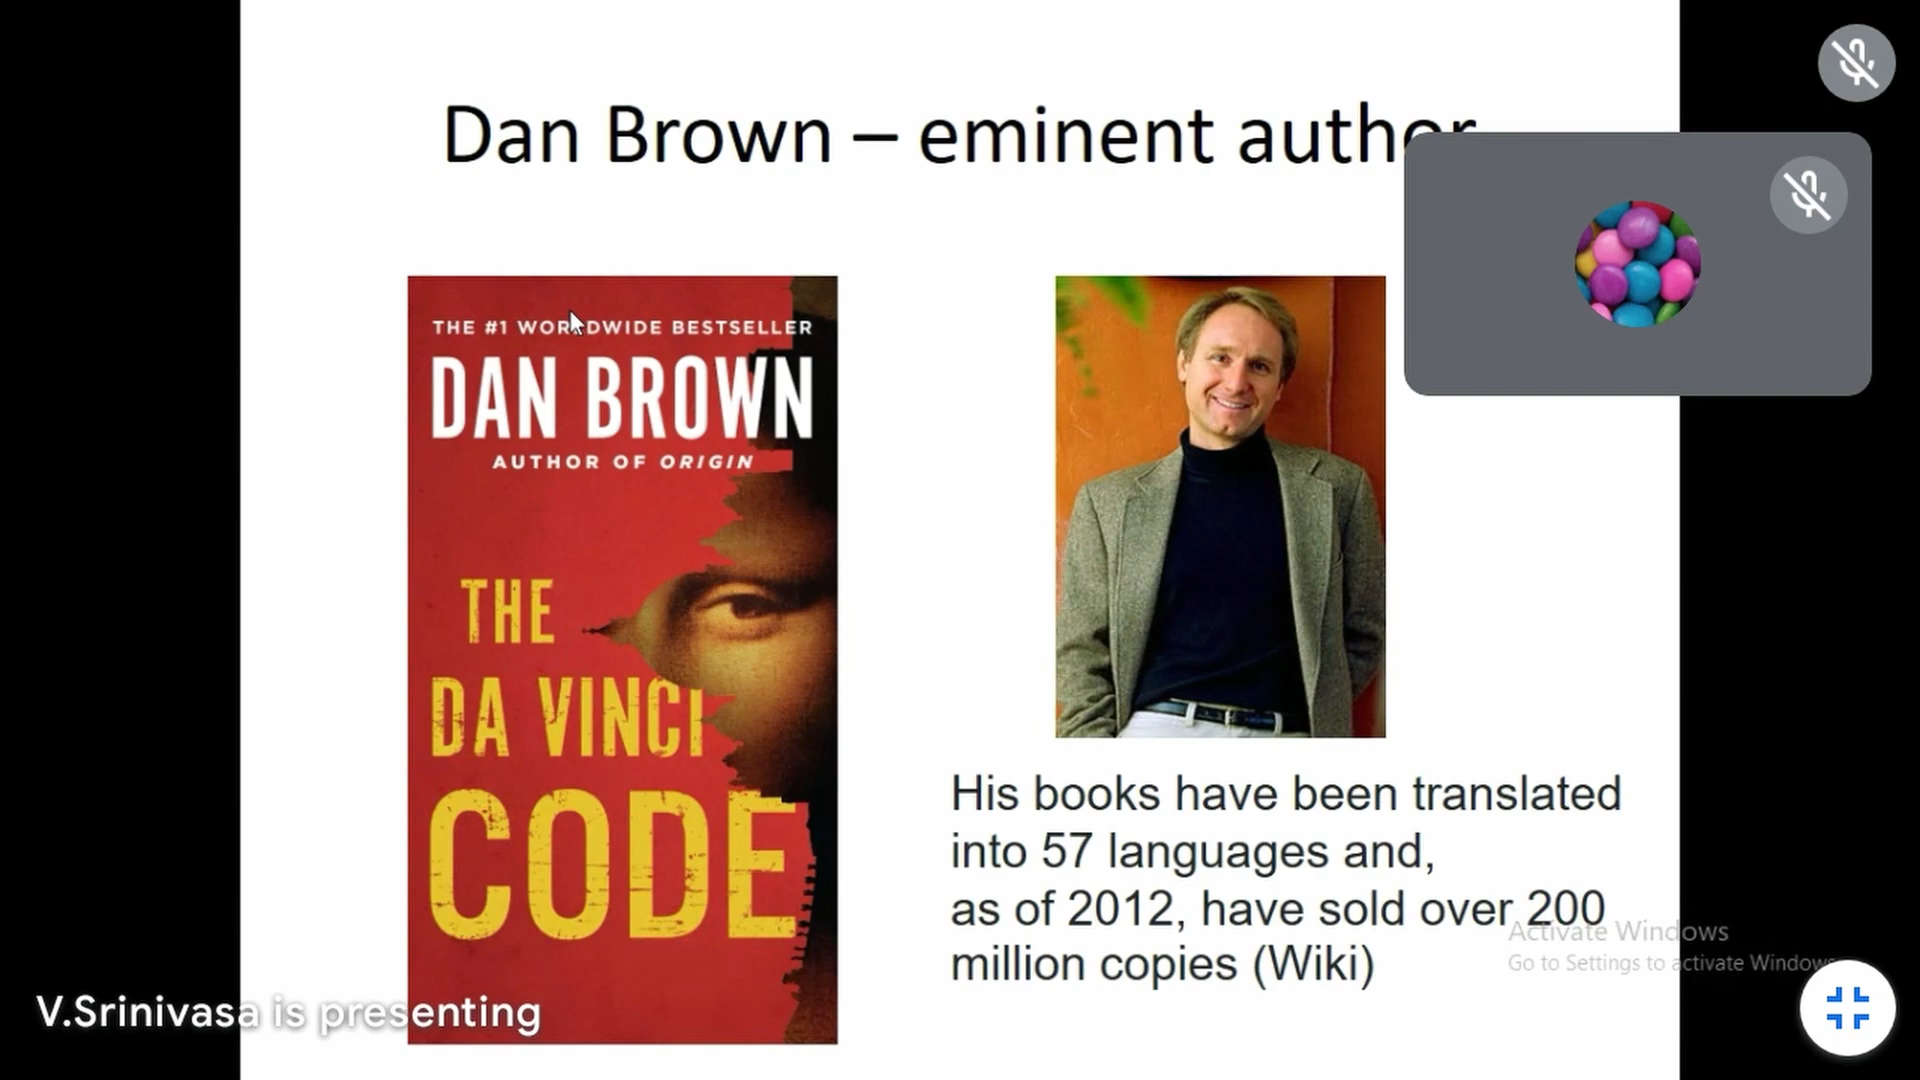 Dan Brown – eminent author
THE #1 WORLDWIDE BESTSELLER
DAN BROWN
AUTHOR OF ORIGIN
THE
DA VINCI
CODE
His books have been translated
into 57 languages and,
as of 2012, have sold over 200
million copies (Wiki)
Activate Windows
Go to Settings to activate Windows
V.Srinivasa is presenting